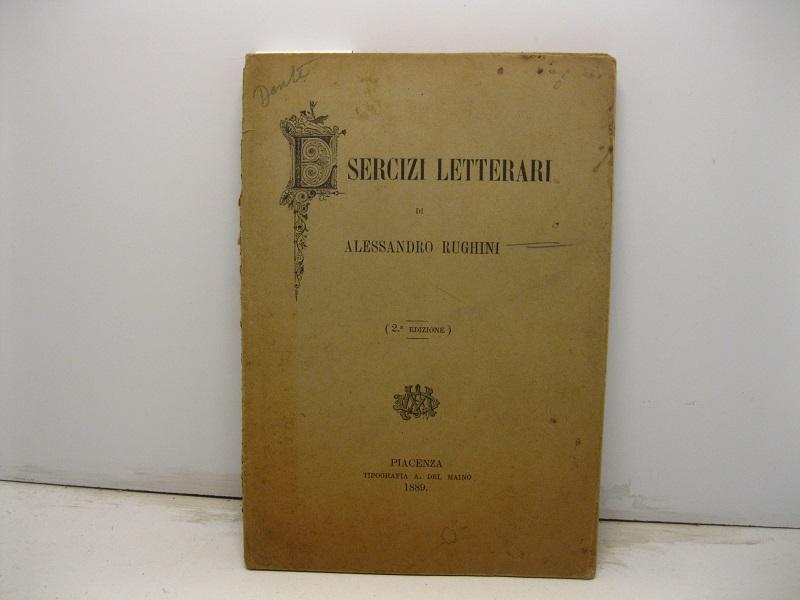 Dante
ESERCIZI LETTERARI
DI
ALESSANDRO RUGHINI
(2.ª EDIZIONE)
PIACENZA
TIPOGRAFIA A. DEL MAINO
1889.